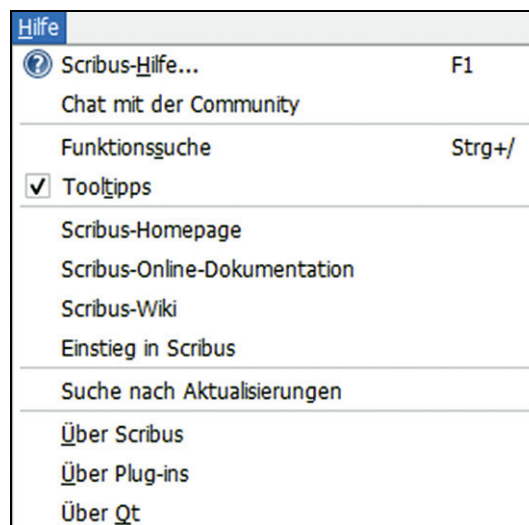 Hilfe
Scribus-Hilfe... F1
Chat mit der Community
Funktionssuche Strg+/
Tooltipps
Scribus-Homepage
Scribus-Online-Dokumentation
Scribus-Wiki
Einstieg in Scribus
Suche nach Aktualisierungen
Über Scribus
Über Plug-ins
Über Qt